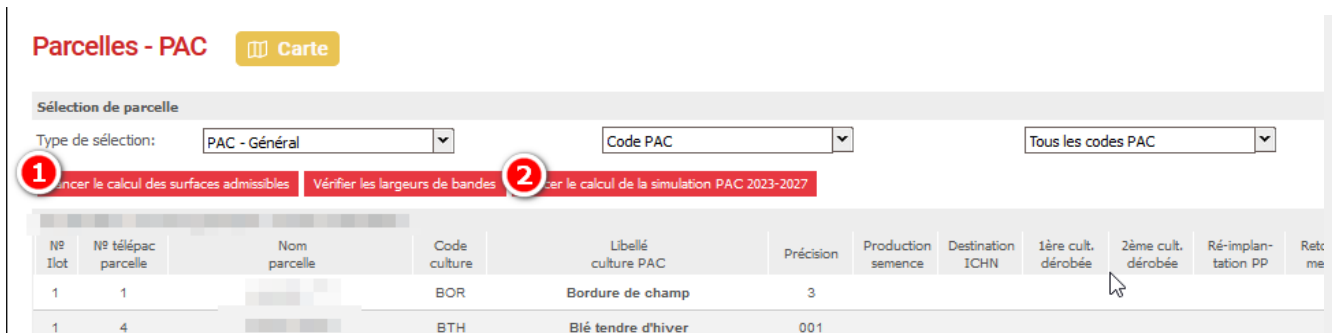 Parcelles - PAC Carte
Sélection de parcelle
Type de sélection: PAC - Général Code PAC Tous les codes PAC
1 ncer le calcul des surfaces admissibles Vérifier les largeurs de bandes 2 cer le calcul de la simulation PAC 2023-2027
Nº Nº télépac Nom Code Libellé Précision Production Destination 1ère cult. 2ème cult. Ré-implan- Reto
Ilot parcelle parcelle culture culture PAC semence ICHN dérobée dérobée tation PP me
1 1 BOR Bordure de champ 3
1 4 BTH Blé tendre d'hiver 001